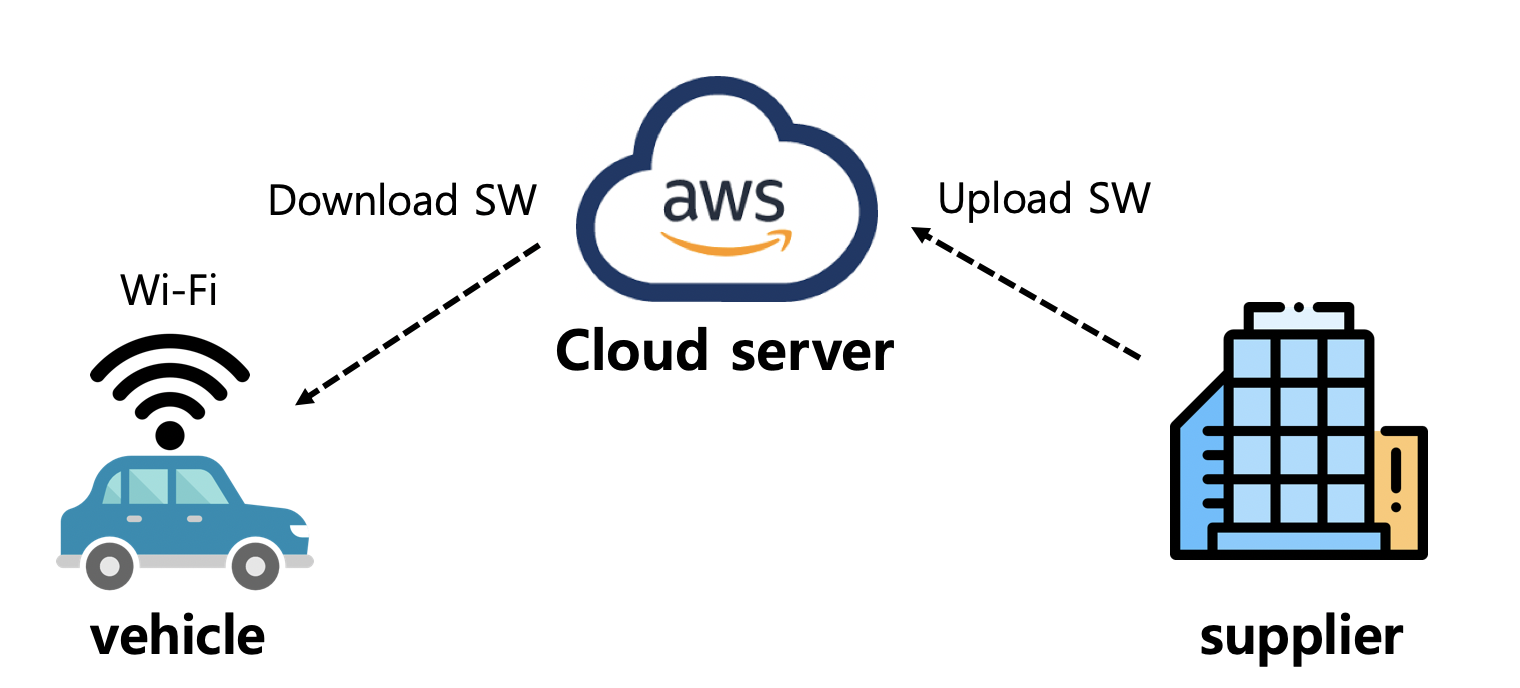 aws
Download SW
Upload SW
Wi-Fi
Cloud server
vehicle
supplier